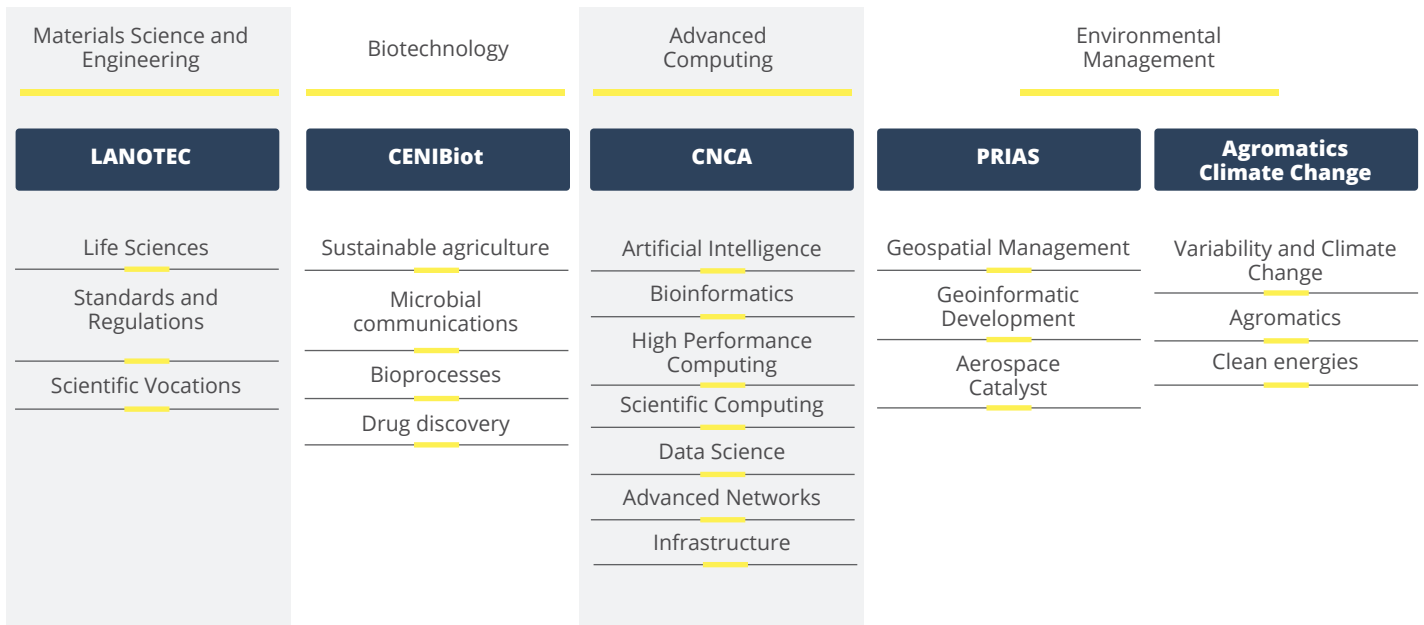 Materials Science and
Engineering
LANOTEC
Life Sciences
Standards and
Regulations
Scientific Vocations
Biotechnology
CENIBiot
Sustainable agriculture
Microbial
communications
Bioprocesses
Drug discovery
Advanced
Computing
CNCA
Artificial Intelligence
Bioinformatics
High Performance
Computing
Scientific Computing
Data Science
Advanced Networks
Infrastructure
Environmental
Management
PRIAS
Geospatial Management
Geoinformatic
Development
Aerospace
Catalyst
Agromatics
Climate Change
Variability and Climate
Change
Agromatics
Clean energies